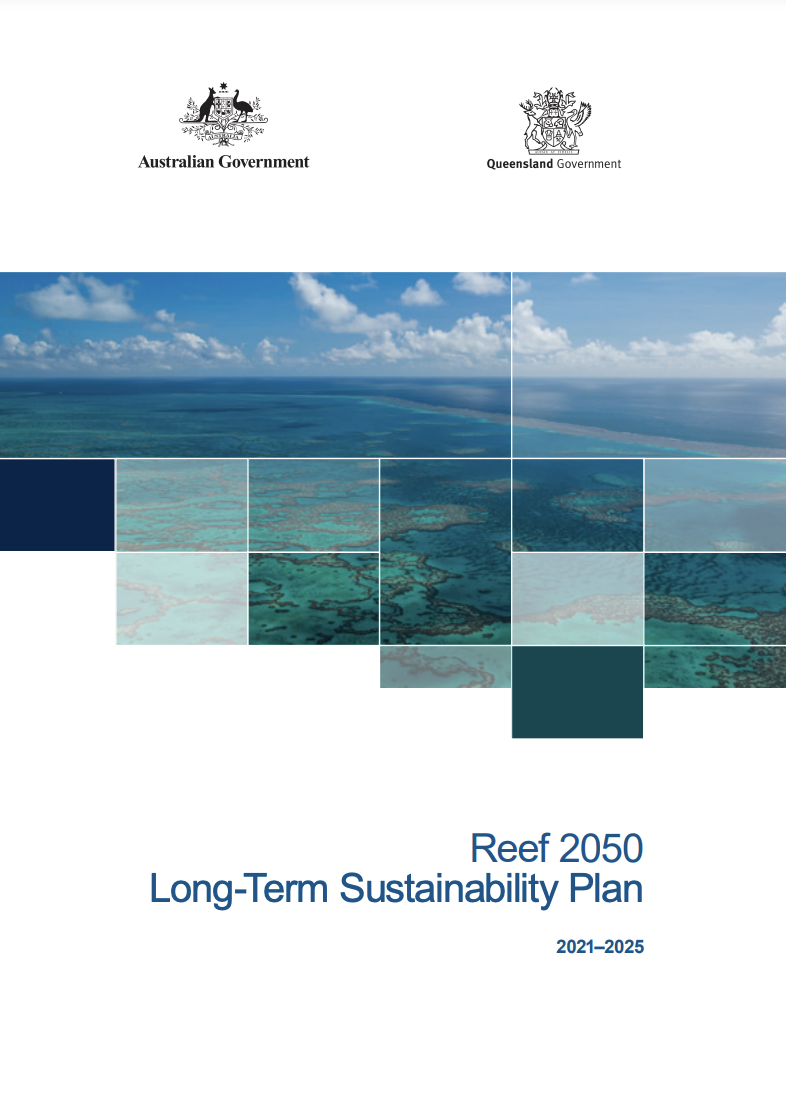 Australian Government
Queensland Government
Reef 2050
Long-Term Sustainability Plan
2021–2025